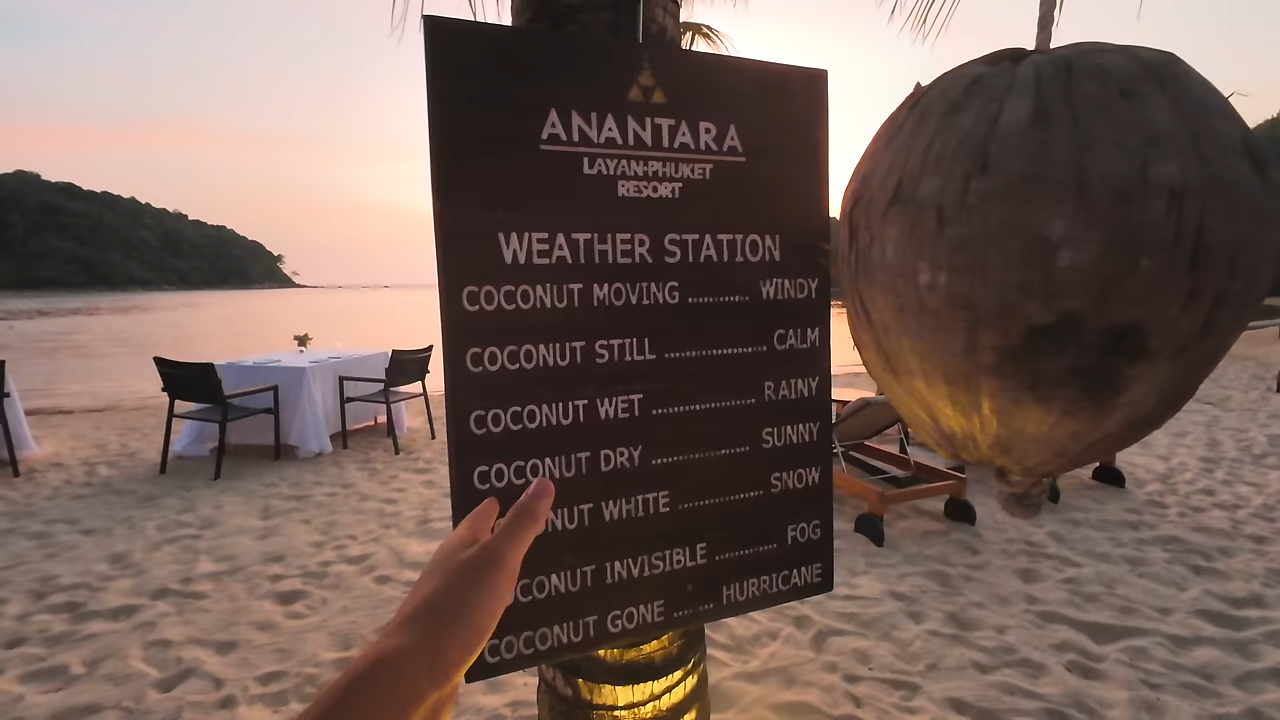 ANANTARA
LAYAN·PHUKET
RESORT
WEATHER STATION
COCONUT MOVING .......... WINDY
COCONUT STILL ..................... CALM
COCONUT WET ..................... RAINY
COCONUT DRY .................... SUNNY
NUT WHITE ................. SNOW
CONUT INVISIBLE ............ FOG
COCONUT GONE ....... HURRICANE